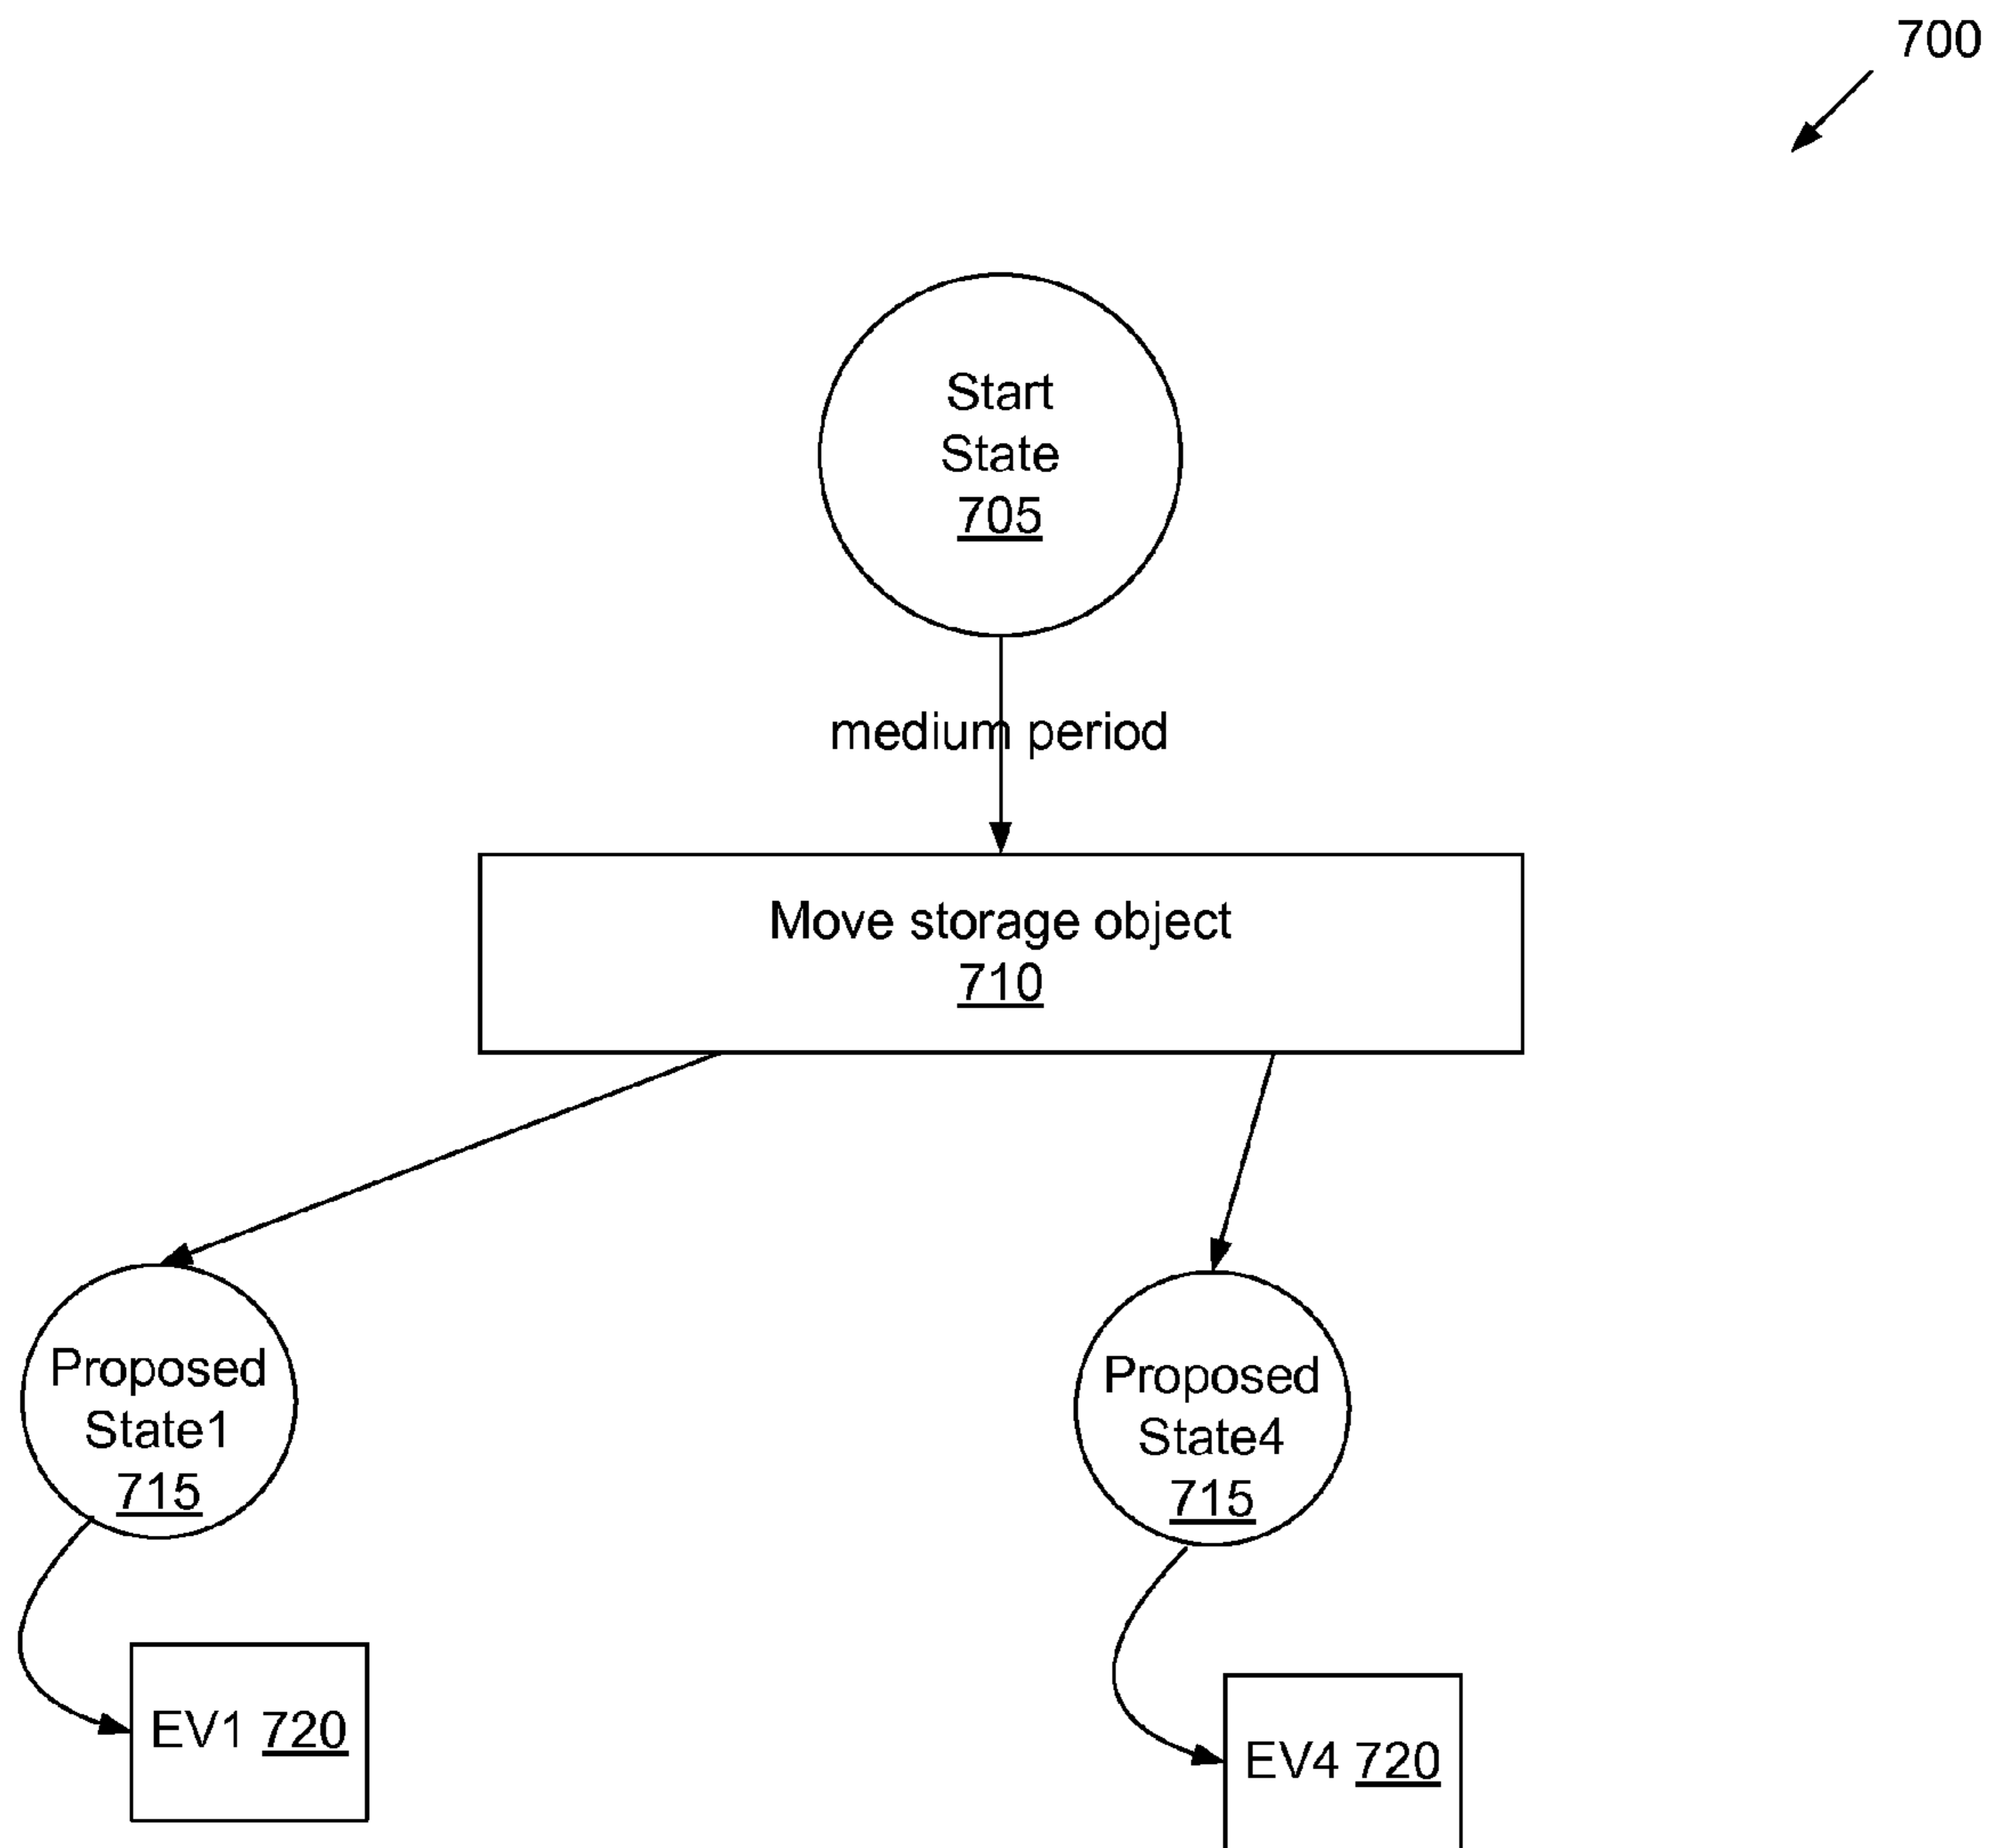 700
Start
State
705
medium period
Move storage object
710
Proposed
State1
715
Proposed
State4
715
EV1 720
EV4 720